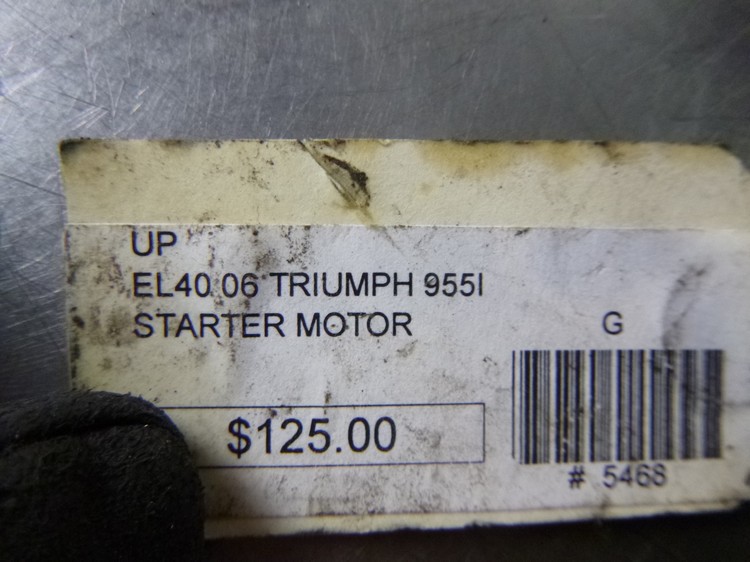 UP
EL40 06 TRIUMPH 955I
STARTER MOTOR
G
$125.00
# 5468